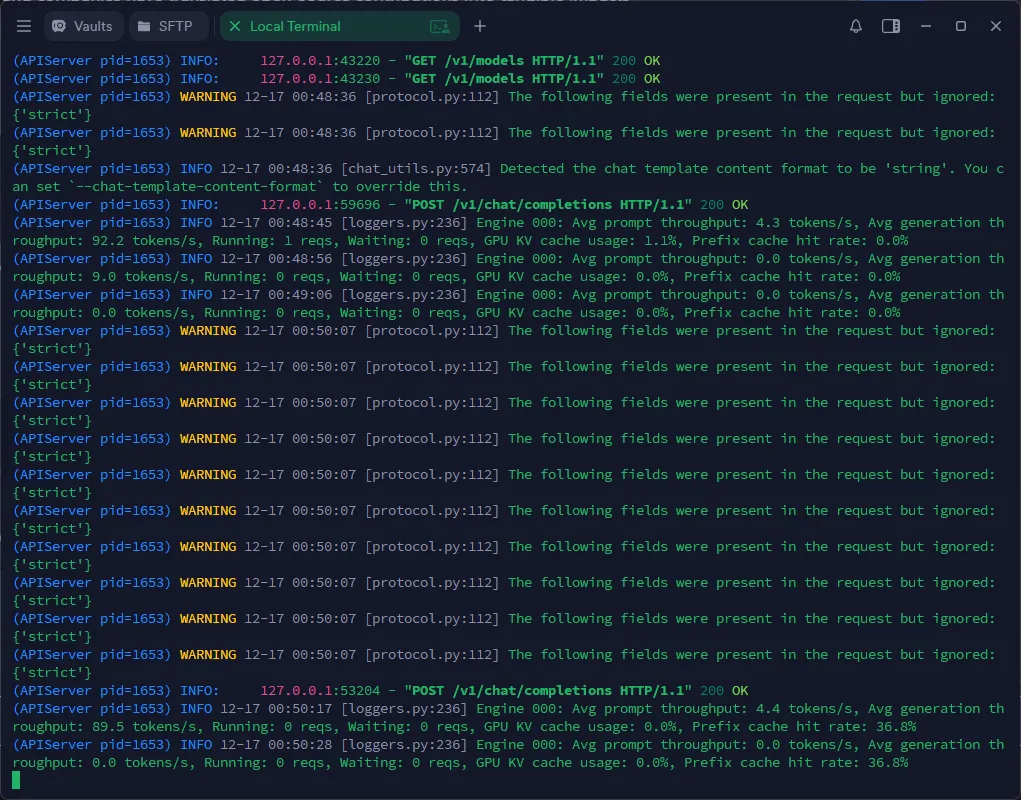 Vaults SFTP Local Terminal
(APIServer pid=1653) INFO:     127.0.0.1:43220 - "GET /v1/models HTTP/1.1" 200 OK
(APIServer pid=1653) INFO:     127.0.0.1:43230 - "GET /v1/models HTTP/1.1" 200 OK
(APIServer pid=1653) WARNING 12-17 00:48:36 [protocol.py:112] The following fields were present in the request but ignored:
{'strict'}
(APIServer pid=1653) WARNING 12-17 00:48:36 [protocol.py:112] The following fields were present in the request but ignored:
{'strict'}
(APIServer pid=1653) INFO 12-17 00:48:36 [chat_utils.py:574] Detected the chat template content format to be 'string'. You c
an set `--chat-template-content-format` to override this.
(APIServer pid=1653) INFO:     127.0.0.1:59696 - "POST /v1/chat/completions HTTP/1.1" 200 OK
(APIServer pid=1653) INFO 12-17 00:48:45 [loggers.py:236] Engine 000: Avg prompt throughput: 4.3 tokens/s, Avg generation th
roughput: 92.2 tokens/s, Running: 1 reqs, Waiting: 0 reqs, GPU KV cache usage: 1.1%, Prefix cache hit rate: 0.0%
(APIServer pid=1653) INFO 12-17 00:48:56 [loggers.py:236] Engine 000: Avg prompt throughput: 0.0 tokens/s, Avg generation th
roughput: 9.0 tokens/s, Running: 0 reqs, Waiting: 0 reqs, GPU KV cache usage: 0.0%, Prefix cache hit rate: 0.0%
(APIServer pid=1653) INFO 12-17 00:49:06 [loggers.py:236] Engine 000: Avg prompt throughput: 0.0 tokens/s, Avg generation th
roughput: 0.0 tokens/s, Running: 0 reqs, Waiting: 0 reqs, GPU KV cache usage: 0.0%, Prefix cache hit rate: 0.0%
(APIServer pid=1653) WARNING 12-17 00:50:07 [protocol.py:112] The following fields were present in the request but ignored:
{'strict'}
(APIServer pid=1653) WARNING 12-17 00:50:07 [protocol.py:112] The following fields were present in the request but ignored:
{'strict'}
(APIServer pid=1653) WARNING 12-17 00:50:07 [protocol.py:112] The following fields were present in the request but ignored:
{'strict'}
(APIServer pid=1653) WARNING 12-17 00:50:07 [protocol.py:112] The following fields were present in the request but ignored:
{'strict'}
(APIServer pid=1653) WARNING 12-17 00:50:07 [protocol.py:112] The following fields were present in the request but ignored:
{'strict'}
(APIServer pid=1653) WARNING 12-17 00:50:07 [protocol.py:112] The following fields were present in the request but ignored:
{'strict'}
(APIServer pid=1653) WARNING 12-17 00:50:07 [protocol.py:112] The following fields were present in the request but ignored:
{'strict'}
(APIServer pid=1653) WARNING 12-17 00:50:07 [protocol.py:112] The following fields were present in the request but ignored:
{'strict'}
(APIServer pid=1653) WARNING 12-17 00:50:07 [protocol.py:112] The following fields were present in the request but ignored:
{'strict'}
(APIServer pid=1653) WARNING 12-17 00:50:07 [protocol.py:112] The following fields were present in the request but ignored:
{'strict'}
(APIServer pid=1653) INFO:     127.0.0.1:53204 - "POST /v1/chat/completions HTTP/1.1" 200 OK
(APIServer pid=1653) INFO 12-17 00:50:17 [loggers.py:236] Engine 000: Avg prompt throughput: 4.4 tokens/s, Avg generation th
roughput: 89.5 tokens/s, Running: 0 reqs, Waiting: 0 reqs, GPU KV cache usage: 0.0%, Prefix cache hit rate: 36.8%
(APIServer pid=1653) INFO 12-17 00:50:28 [loggers.py:236] Engine 000: Avg prompt throughput: 0.0 tokens/s, Avg generation th
roughput: 0.0 tokens/s, Running: 0 reqs, Waiting: 0 reqs, GPU KV cache usage: 0.0%, Prefix cache hit rate: 36.8%